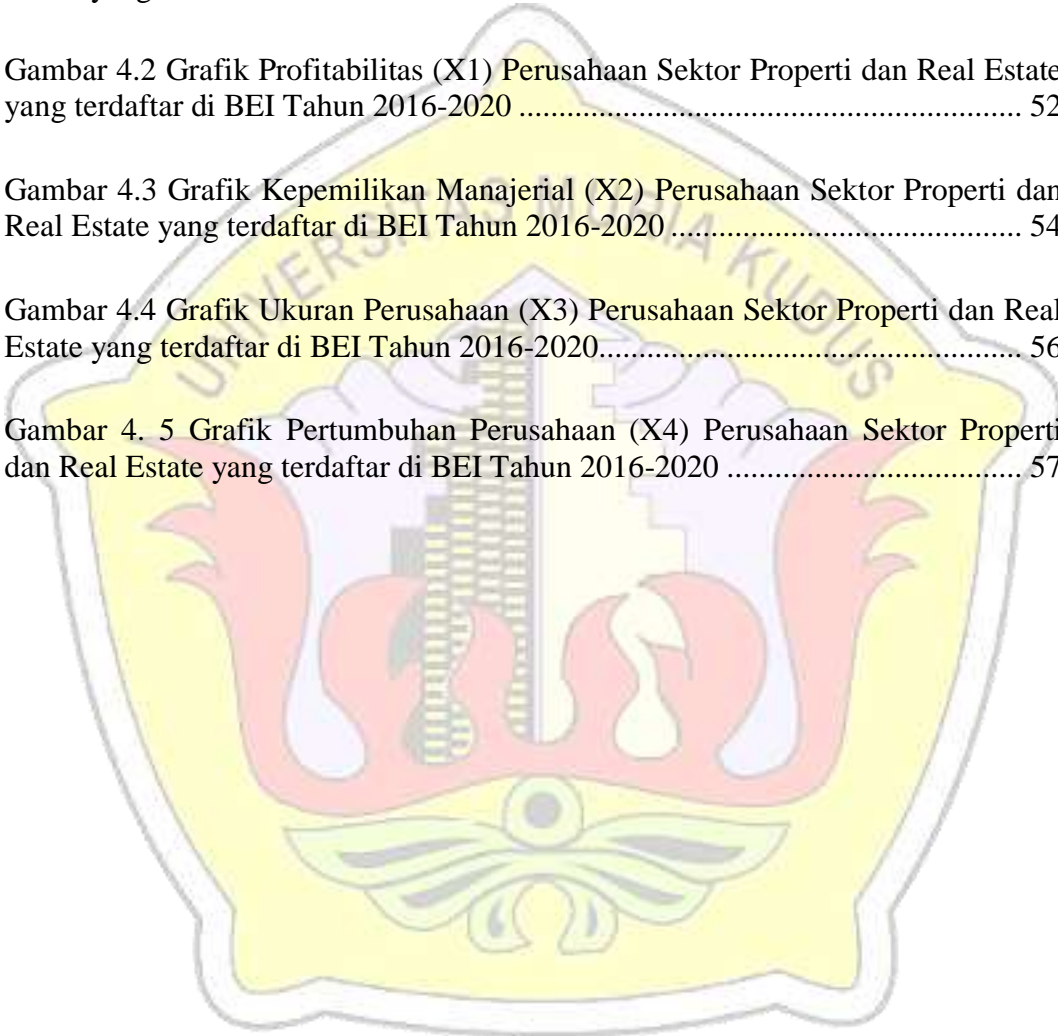 Gambar 4.2 Grafik Profitabilitas (X1) Perusahaan Sektor Properti dan Real Estate
yang terdaftar di BEI Tahun 2016-2020 ............................................................... 52
Gambar 4.3 Grafik Kepemilikan Manajerial (X2) Perusahaan Sektor Properti dan
Real Estate yang terdaftar di BEI Tahun 2016-2020 ............................................ 54
Gambar 4.4 Grafik Ukuran Perusahaan (X3) Perusahaan Sektor Properti dan Real
Estate yang terdaftar di BEI Tahun 2016-2020..................................................... 56
Gambar 4. 5 Grafik Pertumbuhan Perusahaan (X4) Perusahaan Sektor Properti
dan Real Estate yang terdaftar di BEI Tahun 2016-2020 ..................................... 57
UNIVERSITAS MURIA KUDUS